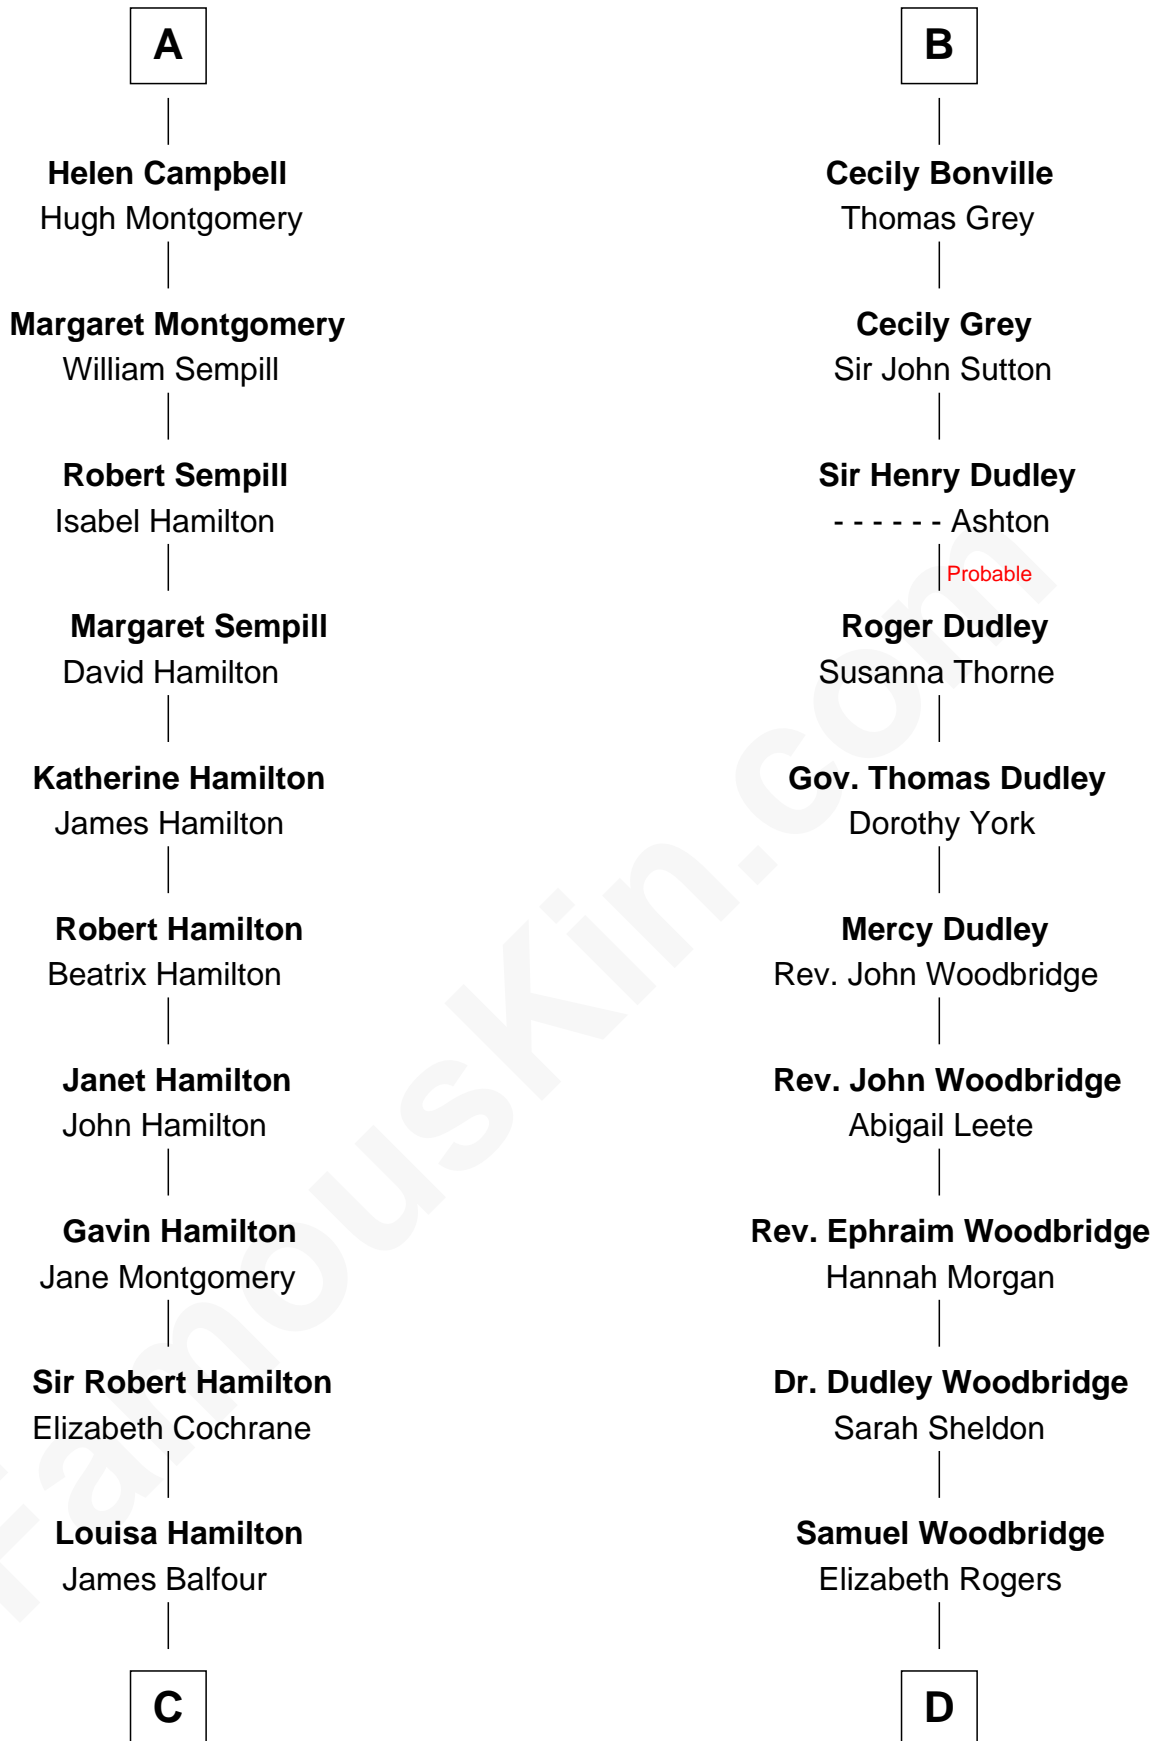 A
Helen Campbell
Hugh Montgomery
Margaret Montgomery
William Sempill
Robert Sempill
Isabel Hamilton
Margaret Sempill
David Hamilton
Katherine Hamilton
James Hamilton
Robert Hamilton
Beatrix Hamilton
Janet Hamilton
John Hamilton
Gavin Hamilton
Jane Montgomery
Sir Robert Hamilton
Elizabeth Cochrane
Louisa Hamilton
James Balfour
C
B
Cecily Bonville
Thomas Grey
Cecily Grey
Sir John Sutton
Sir Henry Dudley
- - - - - - Ashton
Probable
Roger Dudley
Susanna Thorne
Gov. Thomas Dudley
Dorothy York
Mercy Dudley
Rev. John Woodbridge
Rev. John Woodbridge
Abigail Leete
Rev. Ephraim Woodbridge
Hannah Morgan
Dr. Dudley Woodbridge
Sarah Sheldon
Samuel Woodbridge
Elizabeth Rogers
D
FamousKin.com